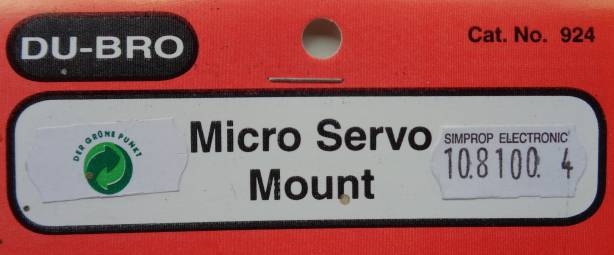 DU-BRO
Cat. No. 924
DER GRÜNE PUNKT
Micro Servo
Mount
SIMPROP ELECTRONIC
10.8100. 4